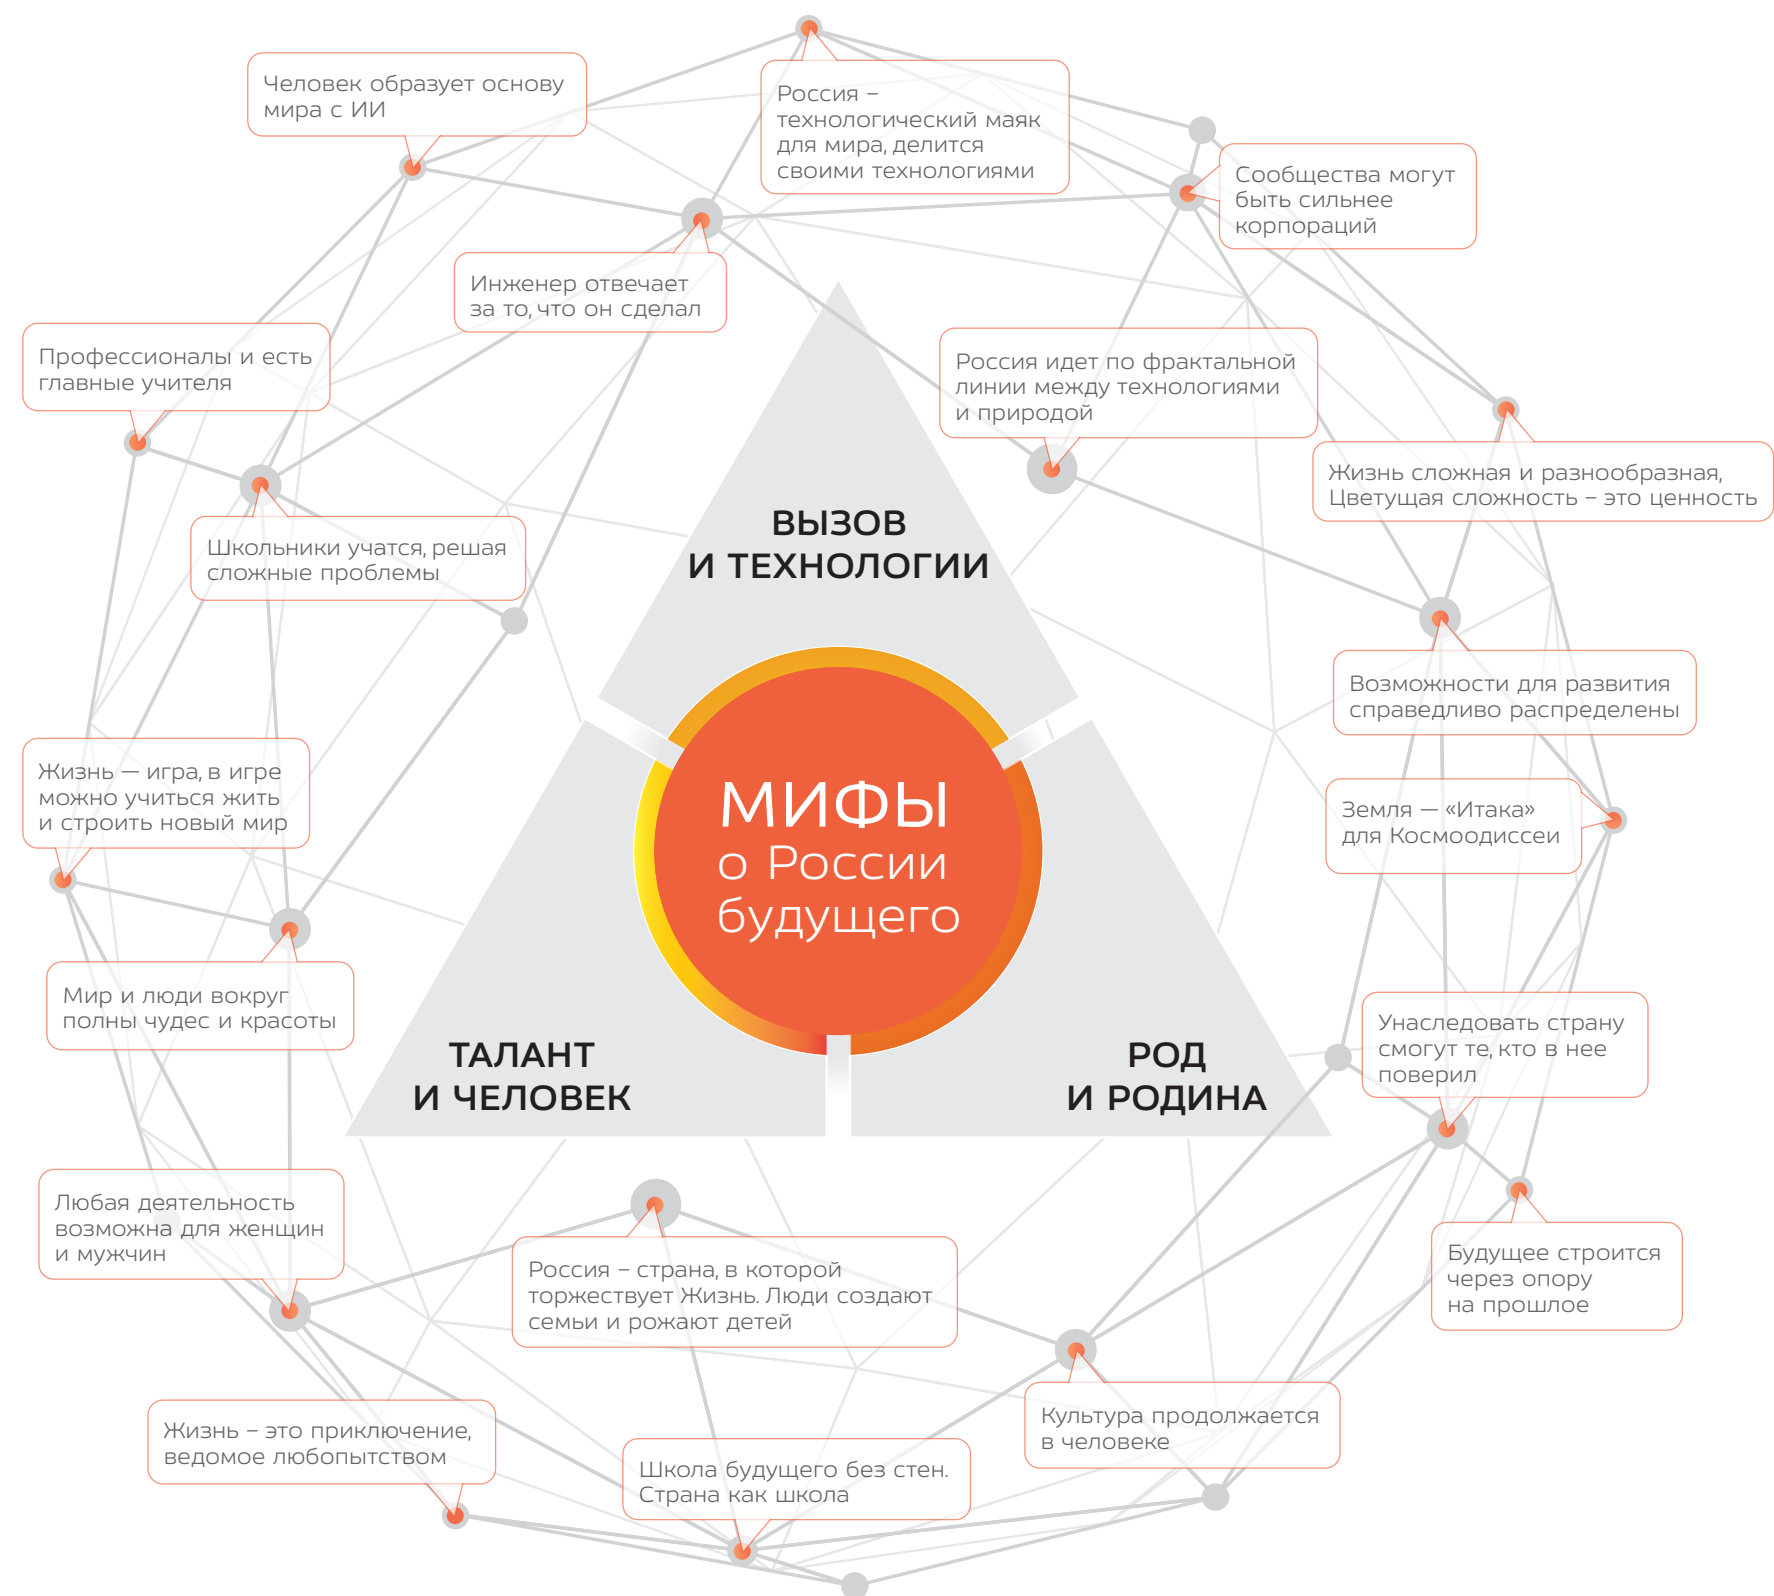 Человек образует основу
мира с ИИ
Россия –
технологический маяк
для мира, делится
своими технологиями
Сообщества могут
быть сильнее
корпораций
Инженер отвечает
за то, что он сделал
Профессионалы и есть
главные учителя
Россия идет по фрактальной
линии между технологиями
и природой
Жизнь сложная и разнообразная,
Цветущая сложность – это ценность
Школьники учатся, решая
сложные проблемы
ВЫЗОВ
И ТЕХНОЛОГИИ
Возможности для развития
справедливо распределены
Жизнь — игра, в игре
можно учиться жить
и строить новый мир
МИФЫ
о России
будущего
Земля — «Итака»
для Космоодиссеи
Мир и люди вокруг
полны чудес и красоты
Унаследовать страну
смогут те, кто в нее
поверил
ТАЛАНТ
И ЧЕЛОВЕК
РОД
И РОДИНА
Любая деятельность
возможна для женщин
и мужчин
Россия – страна, в которой
торжествует Жизнь. Люди создают
семьи и рожают детей
Будущее строится
через опору
на прошлое
Жизнь – это приключение,
ведомое любопытством
Школа будущего без стен.
Страна как школа
Культура продолжается
в человеке